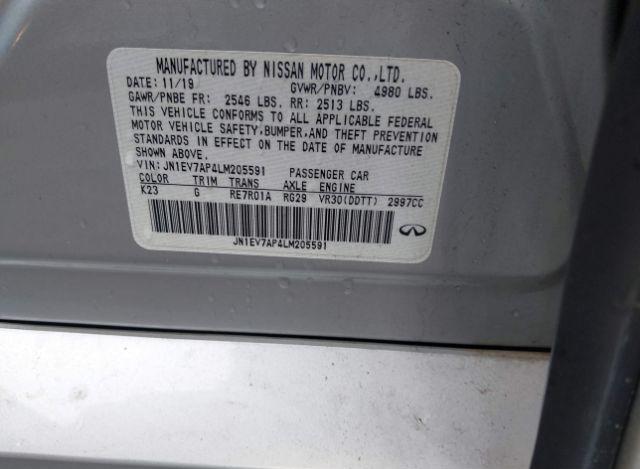 MANUFACTURED BY NISSAN MOTOR CO.,LTD.
DATE: 11/19 GVWR/PNBV: 4980 LBS.
GAWR/PNBE FR: 2546 LBS. RR: 2513 LBS.
THIS VEHICLE CONFORMS TO ALL APPLICABLE FEDERAL
MOTOR VEHICLE SAFETY,BUMPER,AND THEFT PREVENTION
STANDARDS IN EFFECT ON THE DATE OF MANUFACTURE
SHOWN ABOVE.
VIN: JN1EV7AP4LM205591 PASSENGER CAR
COLOR TRIM TRANS AXLE ENGINE
K23 G RE7R01A RG29 VR30(DDTT) 2997CC
JN1EV7AP4LM205591